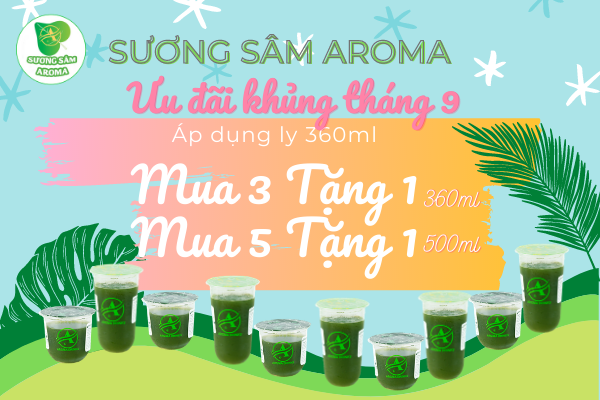 SƯƠNG SÂM
AROMA
SƯƠNG SÂM AROMA
Ưu đãi khủng tháng 9
Áp dụng ly 360ml
Mua 3 Tặng 1 360ml
Mua 5 Tặng 1 500ml